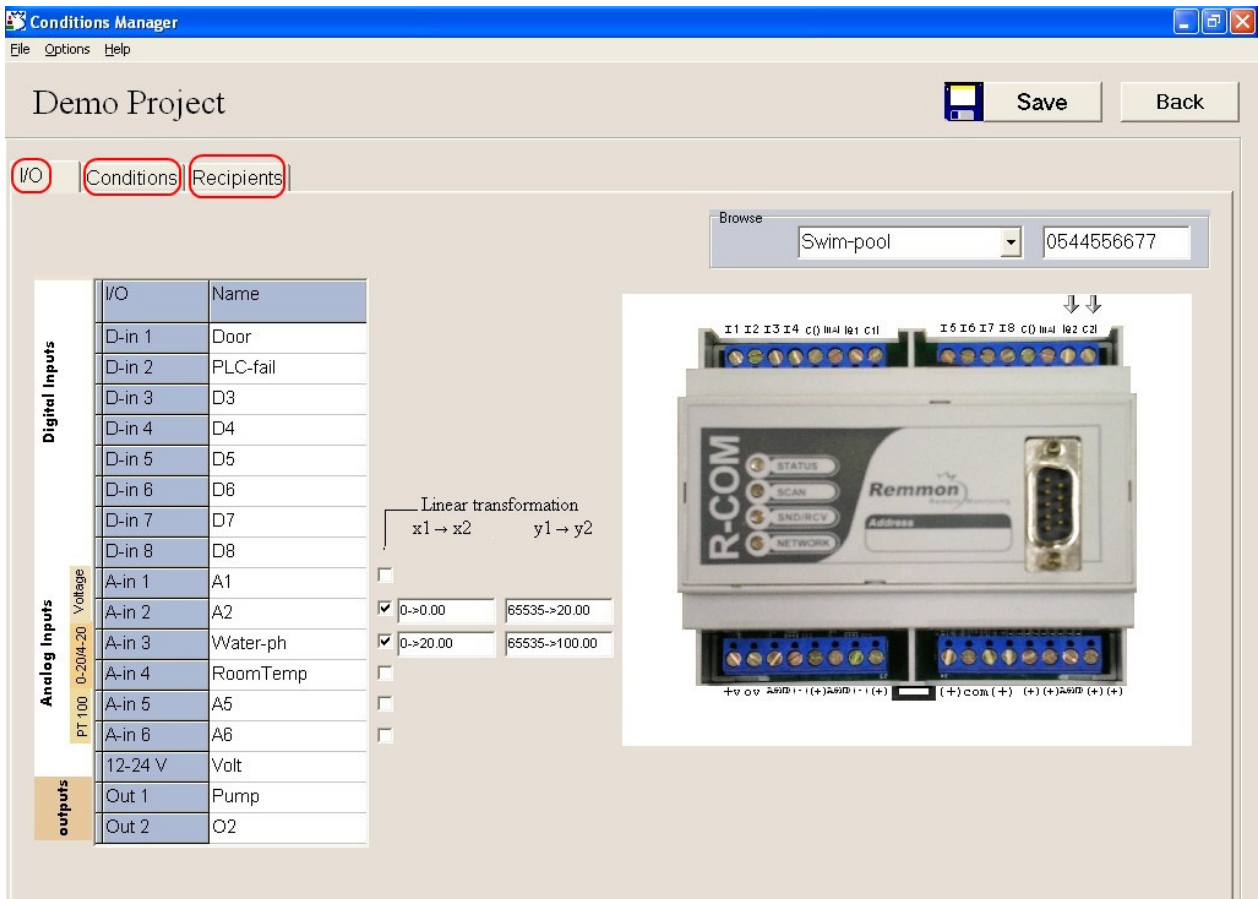 Conditions Manager
File Options Help
Demo Project
Save
Back
I/O
Conditions
Recipients
Browse
Swim-pool
0544556677
I/O Name
Digital Inputs
D-in 1 Door
D-in 2 PLC-fail
D-in 3 D3
D-in 4 D4
D-in 5 D5
D-in 6 D6
D-in 7 D7
D-in 8 D8
Linear transformation
x1→x2 y1→y2
Analog Inputs
Voltage
0-20/4-20
PT 100
A-in 1 A1
A-in 2 A2 0->0.00 65535->20.00
A-in 3 Water-ph 0->20.00 65535->100.00
A-in 4 RoomTemp
A-in 5 A5
A-in 6 A6
12-24 V Volt
outputs
Out 1 Pump
Out 2 O2
I1 I2 I3 I4
I5 I6 I7 I8
R-COM
STATUS
SCAN
SND/RCV
NETWORK
Remmon
Address
+v ov
(+)com(+) (+)(+) (+)(+)